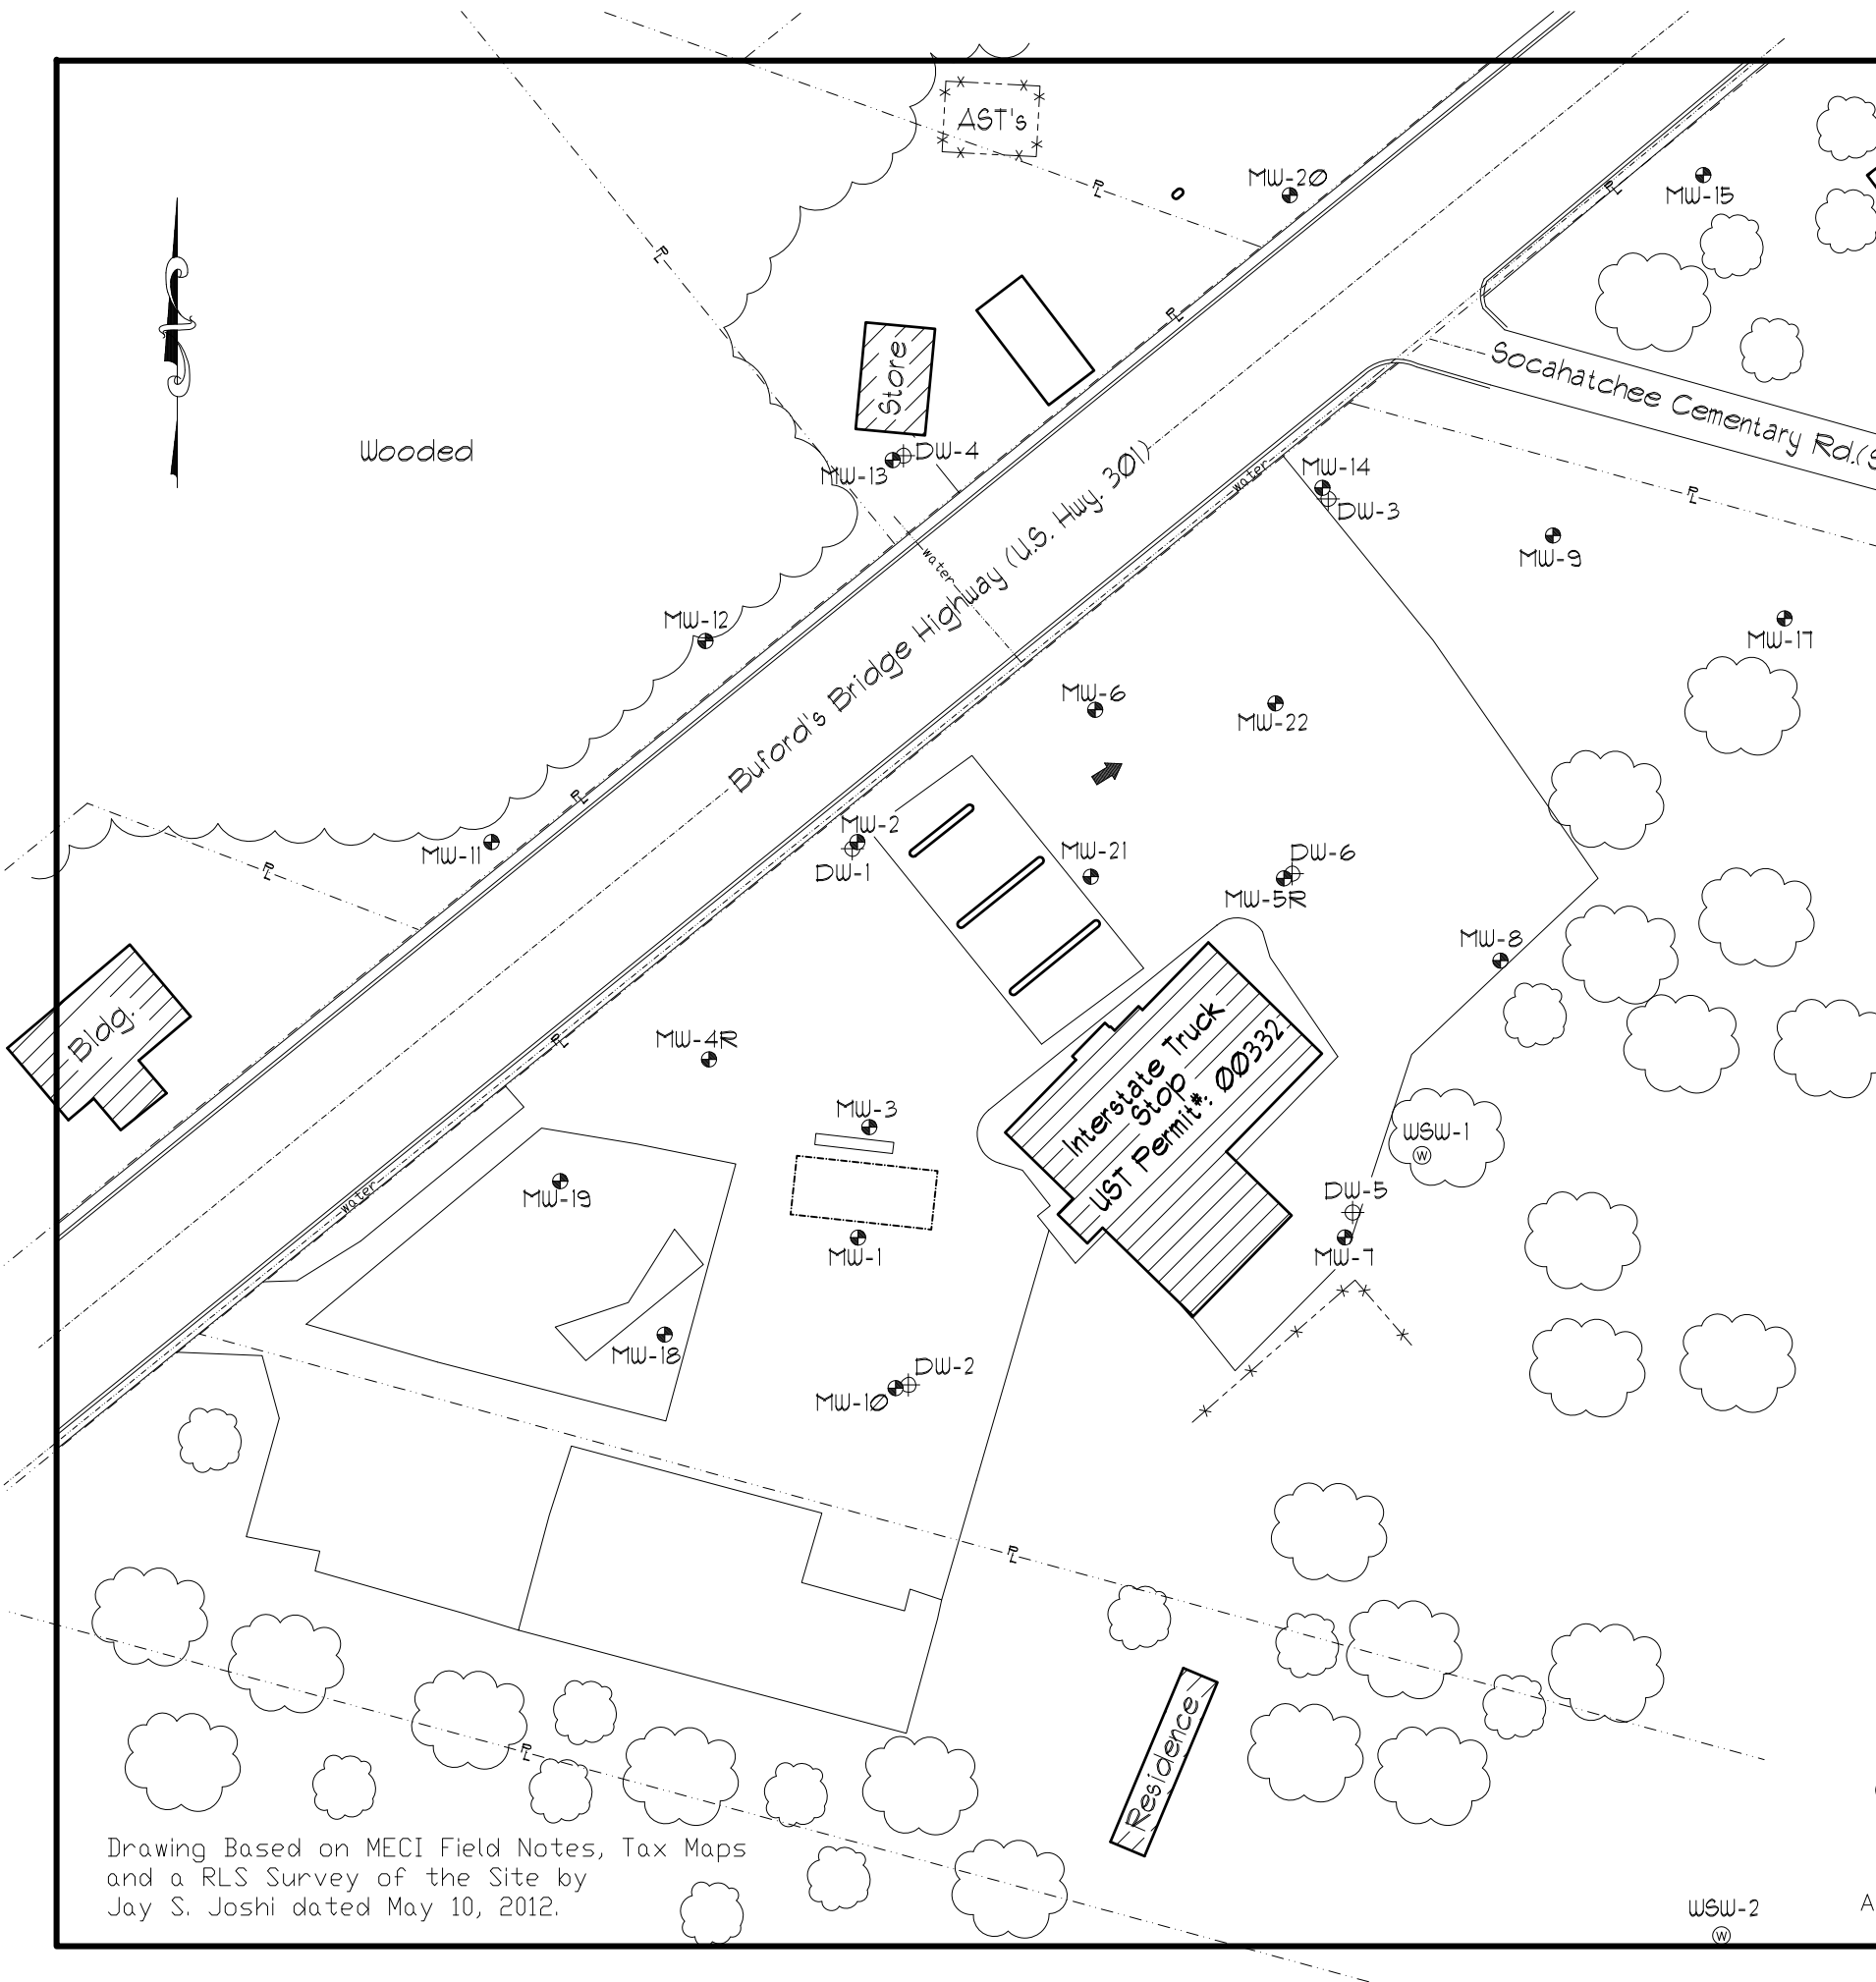 AST's
MW-20
MW-15
P/L
P/L
P/L
P/L
Store
Socahatchee Cementary Rd.(S
Wooded
DW-4
MW-13
MW-14
DW-3
water
P/L
MW-9
water
Buford's Bridge Highway (U.S. Hwy. 301)
MW-12
MW-17
MW-6
MW-22
P/L
MW-2
DW-1
MW-11
MW-21
DW-6
MW-5R
P/L
MW-8
Bldg.
P/L
MW-4R
Interstate Truck
Stop
UST Permit#: 00332
MW-3
WSW-1
W
MW-19
water
DW-5
MW-1
MW-7
MW-18
DW-2
MW-10
P/L
P/L
Residence
Drawing Based on MECI Field Notes, Tax Maps
and a RLS Survey of the Site by
Jay S. Joshi dated May 10, 2012.
WSW-2
W
A